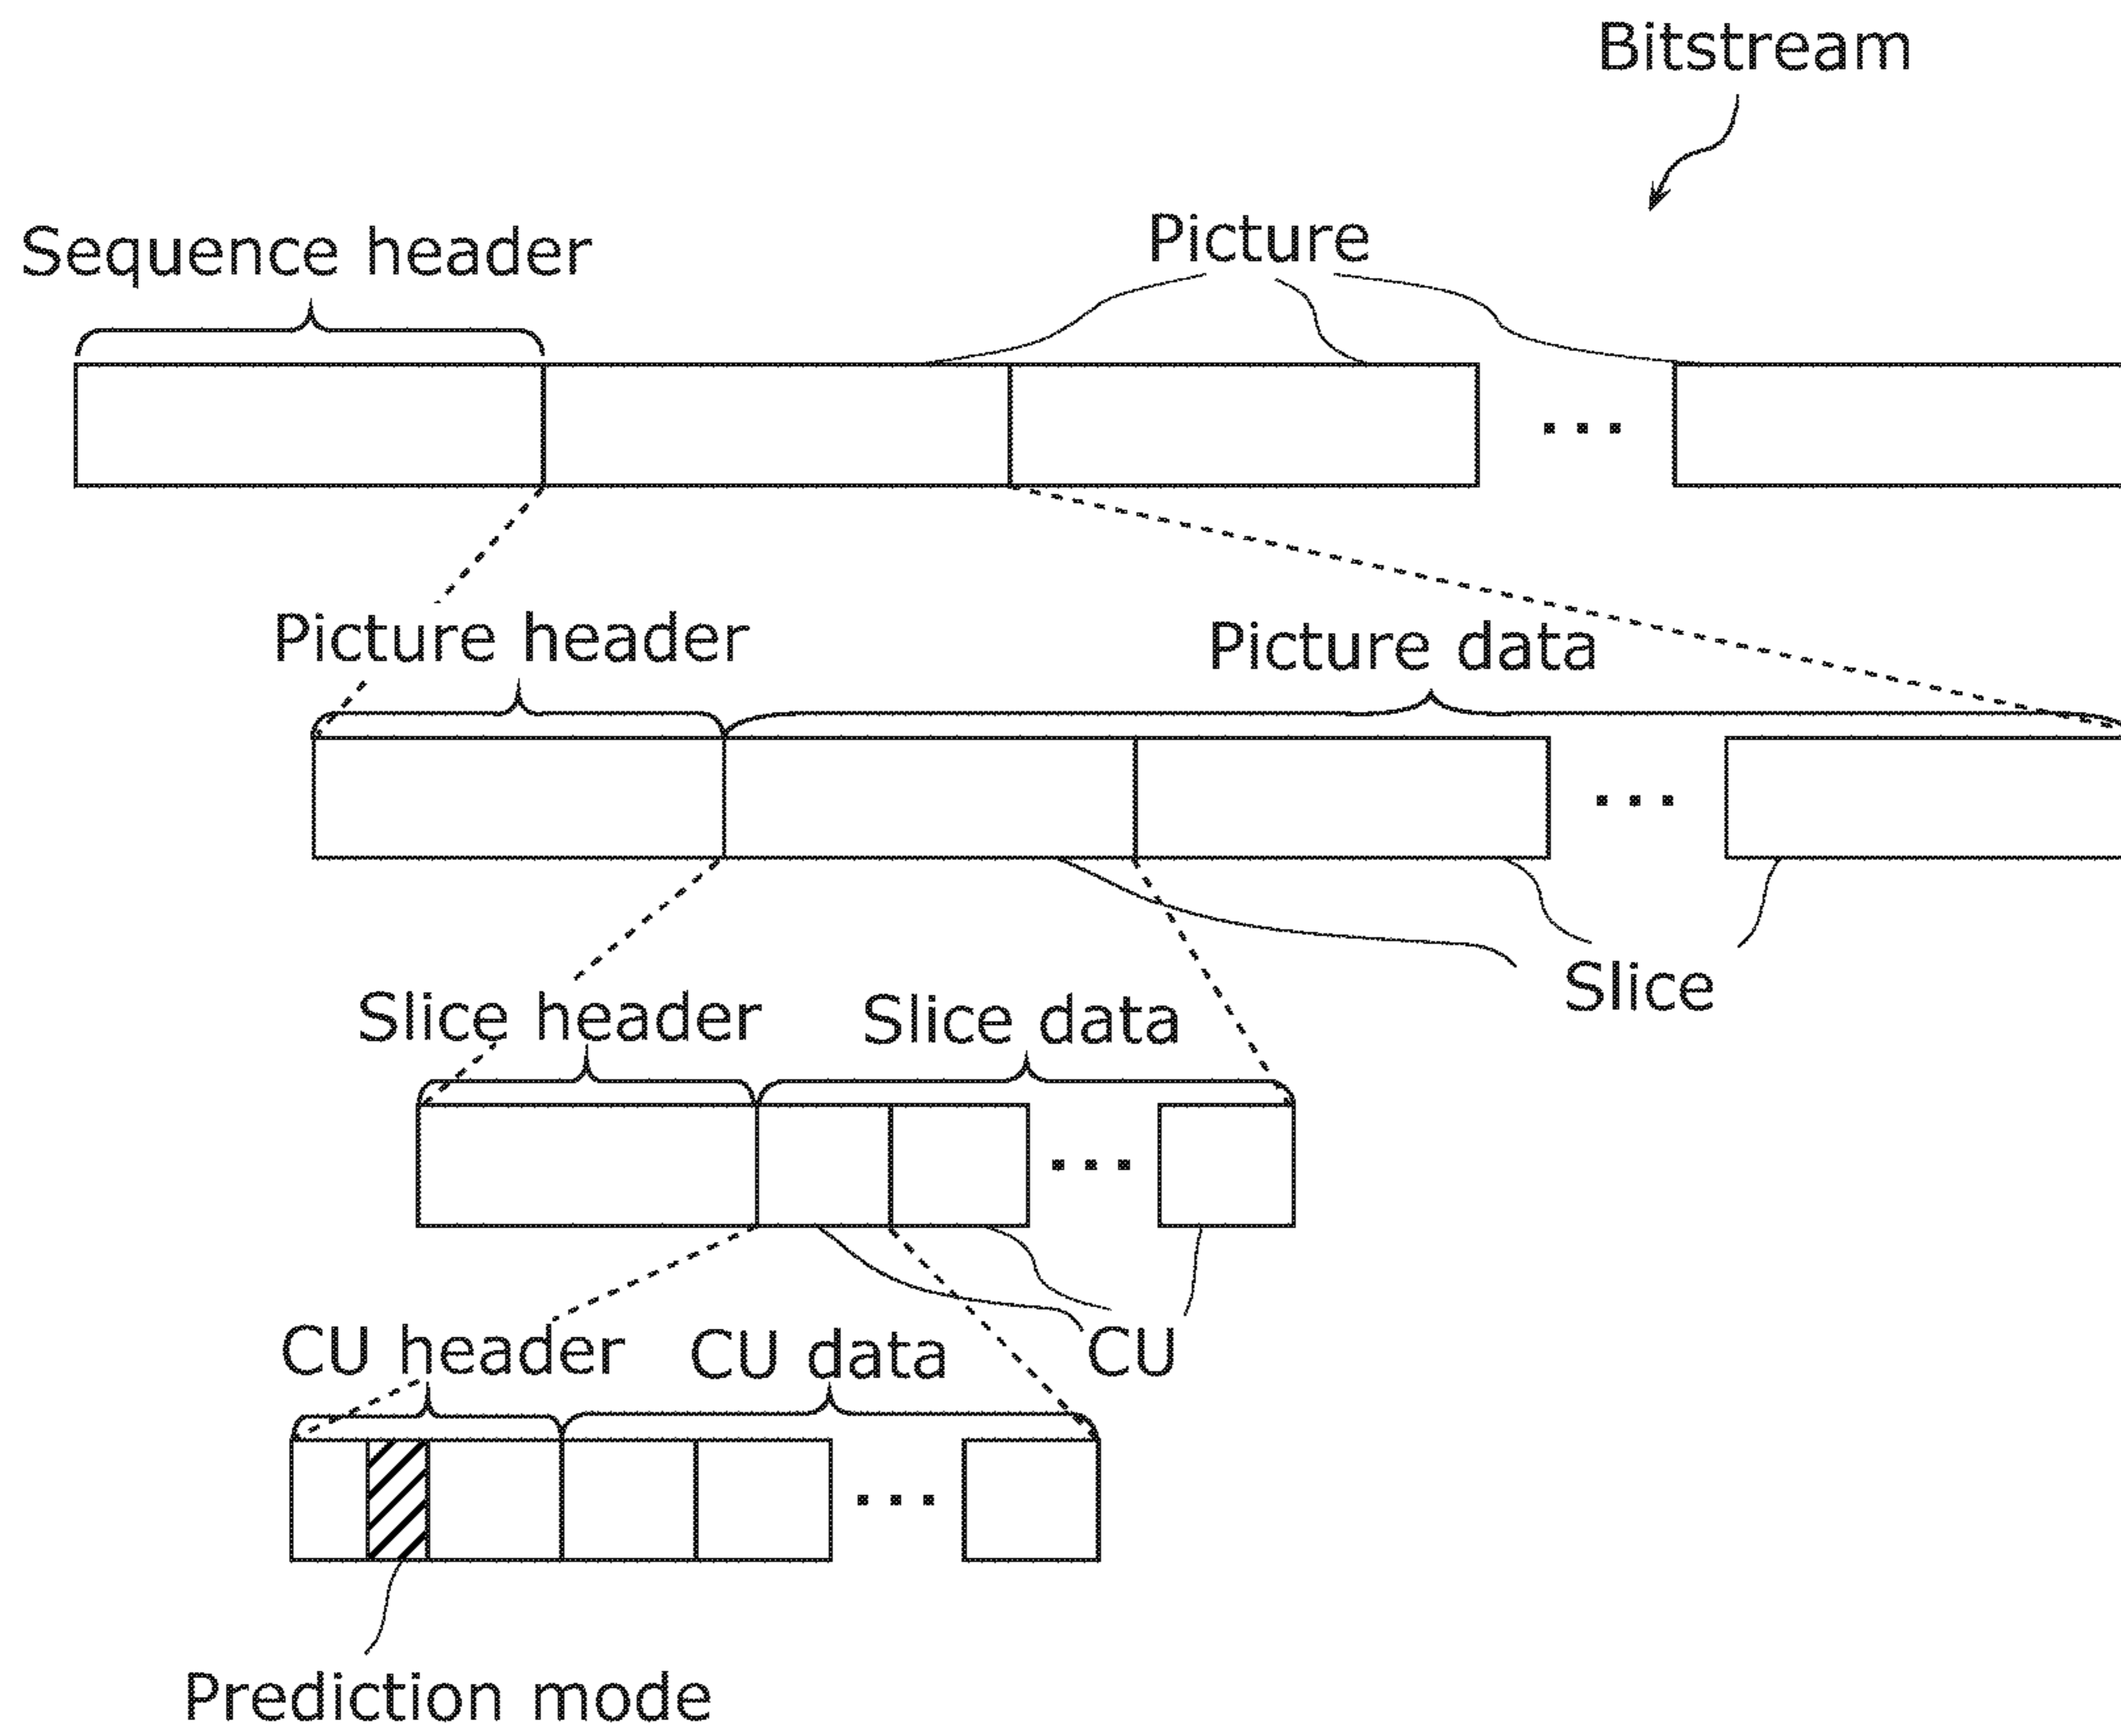 Bitstream
Sequence header
Picture
Picture header
Picture data
Slice
Slice header
Slice data
CU header
CU data
CU
Prediction mode